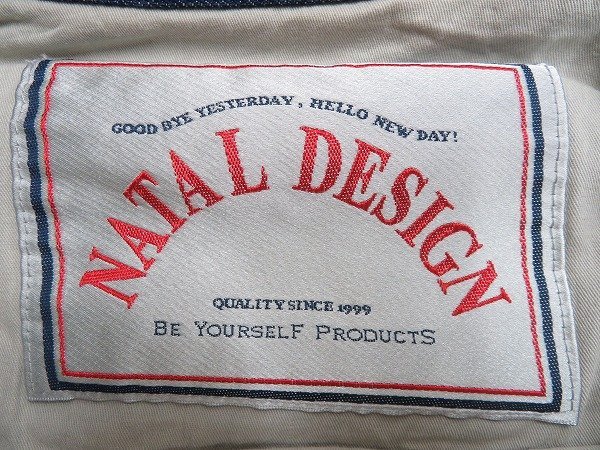 GOOD BYE YESTERDAY, HELLO NEW DAY!
NATAL DESIGN
QUALITY SINCE 1999
BE YOURSELF PRODUCTS